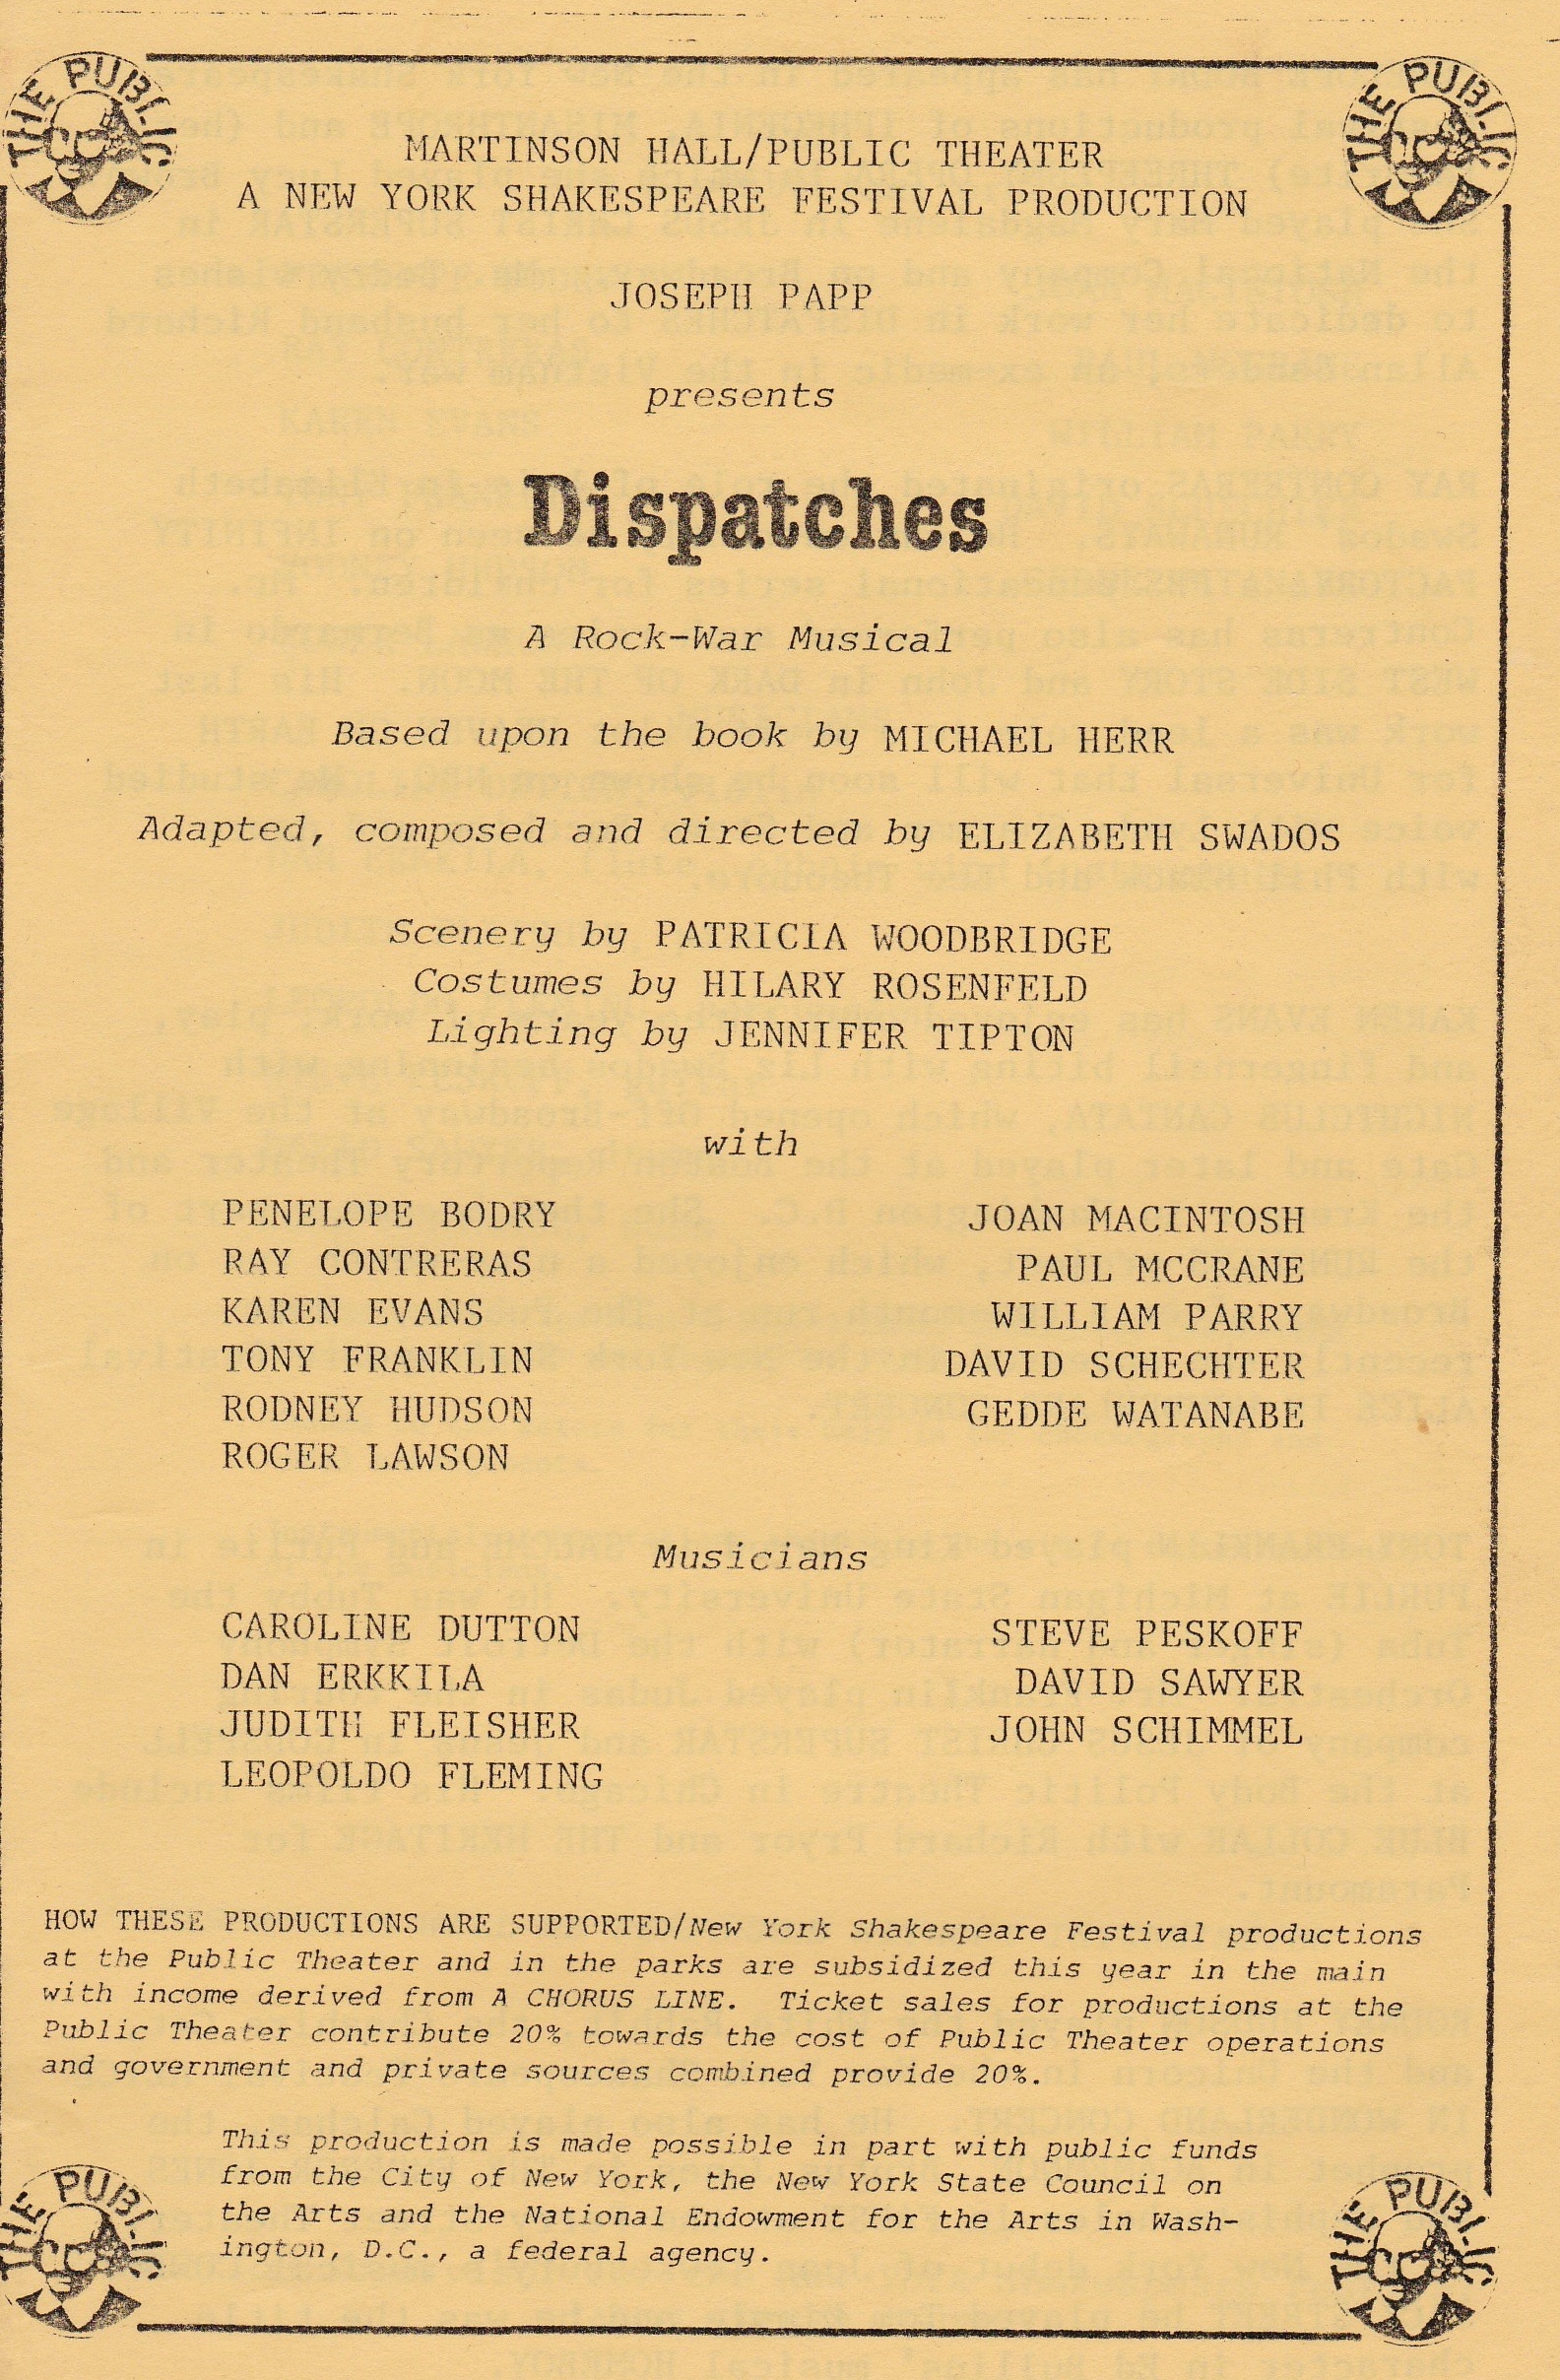 THE PUBLIC
THE PUBLIC
MARTINSON HALL/PUBLIC THEATER
A NEW YORK SHAKESPEARE FESTIVAL PRODUCTION
JOSEPH PAPP
presents
Dispatches
A Rock-War Musical
Based upon the book by MICHAEL HERR
Adapted, composed and directed by ELIZABETH SWADOS
Scenery by PATRICIA WOODBRIDGE
Costumes by HILARY ROSENFELD
Lighting by JENNIFER TIPTON
with
PENELOPE BODRY
RAY CONTRERAS
KAREN EVANS
TONY FRANKLIN
RODNEY HUDSON
ROGER LAWSON
JOAN MACINTOSH
PAUL MCCRANE
WILLIAM PARRY
DAVID SCHECHTER
GEDDE WATANABE
Musicians
CAROLINE DUTTON
DAN ERKKILA
JUDITH FLEISHER
LEOPOLDO FLEMING
STEVE PESKOFF
DAVID SAWYER
JOHN SCHIMMEL
HOW THESE PRODUCTIONS ARE SUPPORTED/New York Shakespeare Festival productions
at the Public Theater and in the parks are subsidized this year in the main
with income derived from A CHORUS LINE. Ticket sales for productions at the
Public Theater contribute 20% towards the cost of Public Theater operations
and government and private sources combined provide 20%.
This production is made possible in part with public funds
from the City of New York, the New York State Council on
the Arts and the National Endowment for the Arts in Wash-
ington, D.C., a federal agency.
THE PUBLIC
THE PUBLIC